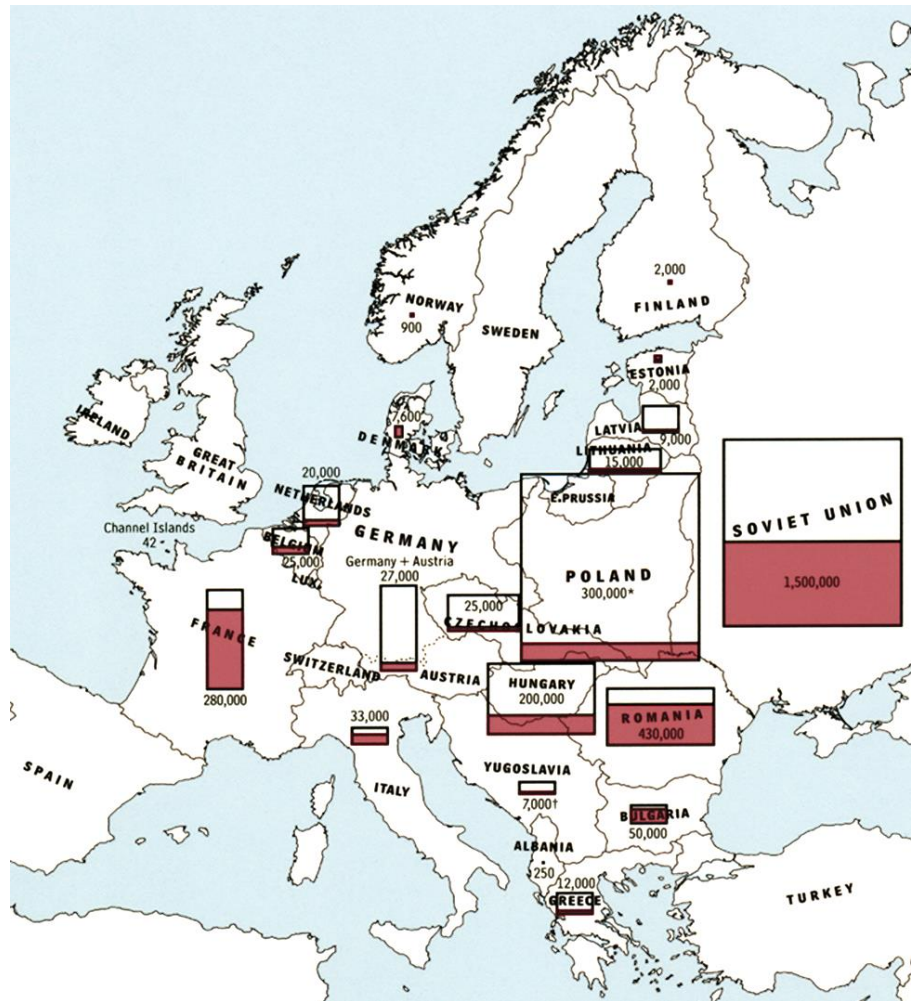 2,000
FINLAND
NORWAY
900
SWEDEN
ESTONIA
2,000
7,600
DENMARK
LATVIA
9,000
IRELAND
LITHUANIA
15,000
GREAT
BRITAIN
20,000
NETHERLANDS
E.PRUSSIA
SOVIET UNION
Channel Islands
42
GERMANY
BELGIUM
25,000
Germany + Austria
27,000
LUX.
POLAND
300,000*
1,500,000
25,000
CZECHOSLOVAKIA
FRANCE
280,000
SWITZERLAND
AUSTRIA
HUNGARY
200,000
33,000
ROMANIA
430,000
SPAIN
ITALY
YUGOSLAVIA
7,000†
BULGARIA
50,000
ALBANIA
250
12,000
GREECE
TURKEY